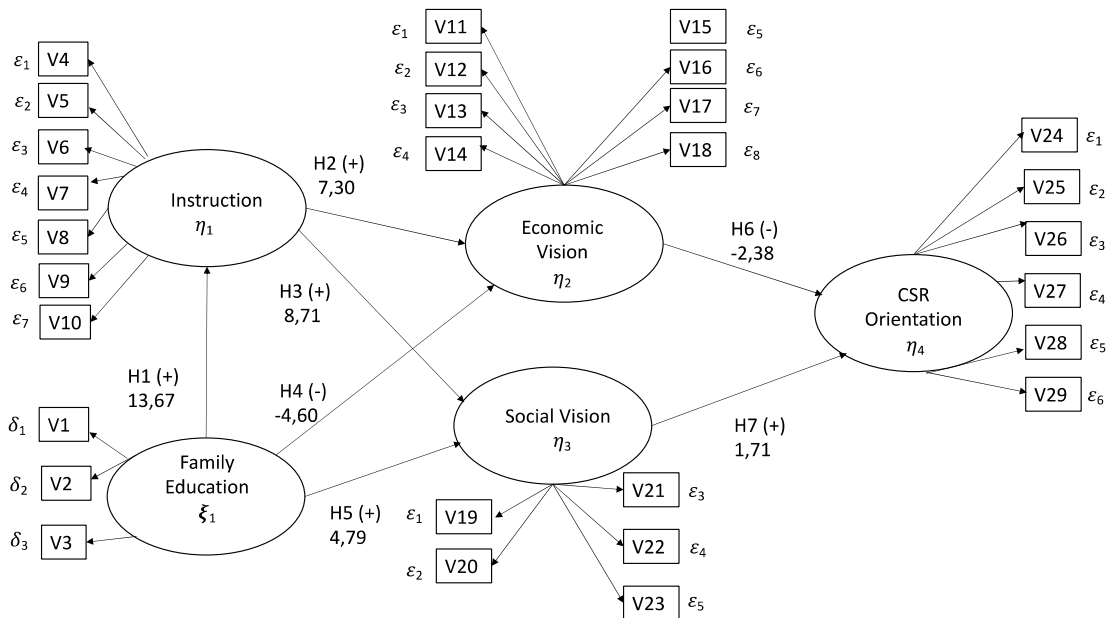 ε₁ V4
ε₂ V5
ε₃ V6
ε₄ V7
ε₅ V8
ε₆ V9
ε₇ V10
Instruction
η₁
H1 (+)
13,67
δ₁ V1
δ₂ V2
δ₃ V3
Family
Education
ξ₁
H2 (+)
7,30
H3 (+)
8,71
H4 (-)
-4,60
H5 (+)
4,79
ε₁ V11
ε₂ V12
ε₃ V13
ε₄ V14
V15 ε₅
V16 ε₆
V17 ε₇
V18 ε₈
Economic
Vision
η₂
Social Vision
η₃
ε₁ V19
ε₂ V20
V21 ε₃
V22 ε₄
V23 ε₅
H6 (-)
-2,38
H7 (+)
1,71
CSR
Orientation
η₄
V24 ε₁
V25 ε₂
V26 ε₃
V27 ε₄
V28 ε₅
V29 ε₆